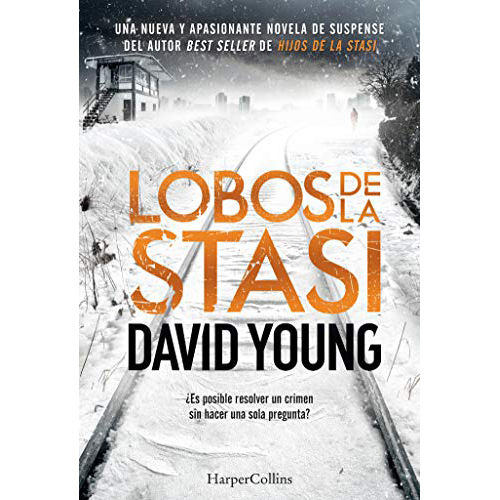 UNA NUEVA Y APASIONANTE NOVELA DE SUSPENSE
DEL AUTOR BEST SELLER DE HIJOS DE LA STASI
LOBOS DE LA
STASI
DAVID YOUNG
¿Es posible resolver un crimen
sin hacer una sola pregunta?
HarperCollins